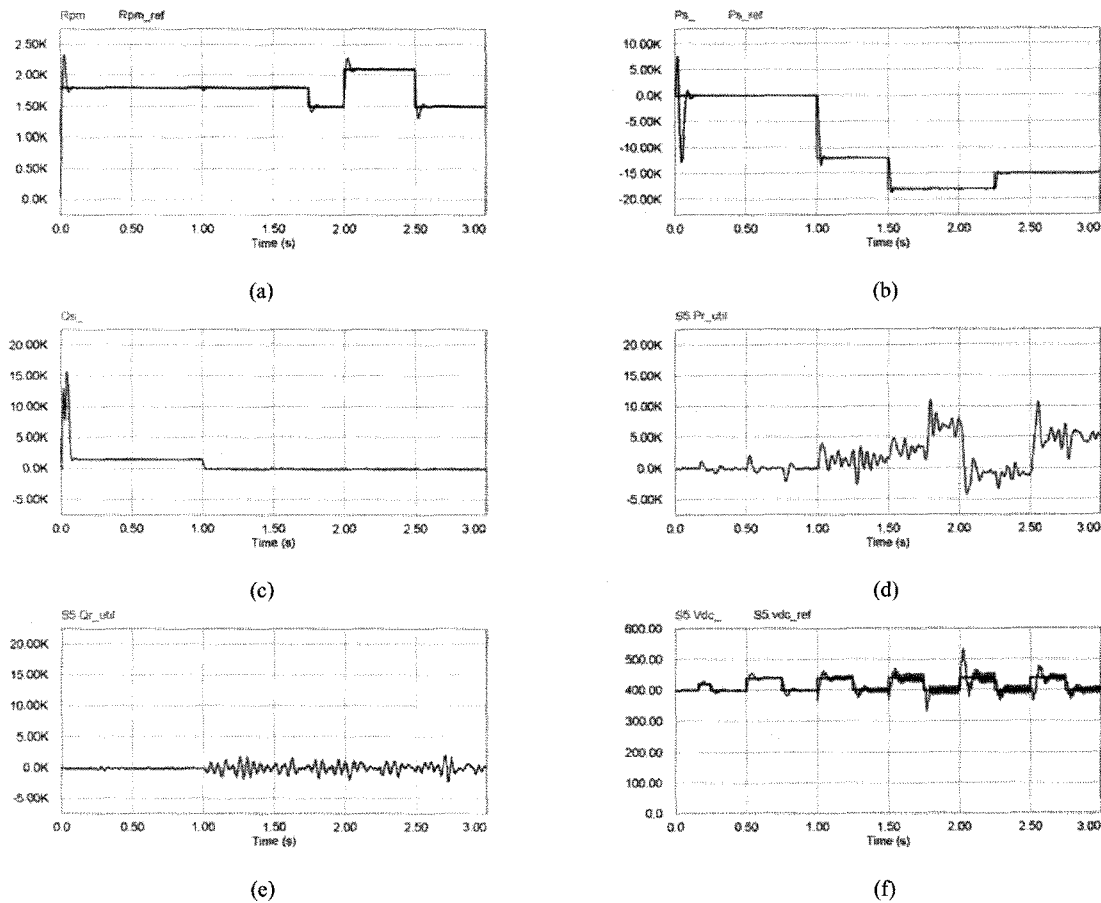 Rpm Rpm_ref
2.50K
2.00K
1.50K
1.00K
0.50K
0.0K
0.0 0.50 1.00 1.50 2.00 2.50 3.00
Time (s)
(a)
Ps_ Ps_ref
10.00K
5.00K
0.0K
-5.00K
-10.00K
-15.00K
-20.00K
0.0 0.50 1.00 1.50 2.00 2.50 3.00
Time (s)
(b)
Qs_
20.00K
15.00K
10.00K
5.00K
0.0K
-5.00K
0.0 0.50 1.00 1.50 2.00 2.50 3.00
Time (s)
(c)
S5 Pr_util
20.00K
15.00K
10.00K
5.00K
0.0K
-5.00K
0.0 0.50 1.00 1.50 2.00 2.50 3.00
Time (s)
(d)
S5 Qr_util
20.00K
15.00K
10.00K
5.00K
0.0K
-5.00K
0.0 0.50 1.00 1.50 2.00 2.50 3.00
Time (s)
(e)
S5 Vdc_ S5 vdc_ref
600.00
500.00
400.00
300.00
200.00
100.00
0.0
0.0 0.50 1.00 1.50 2.00 2.50 3.00
Time (s)
(f)